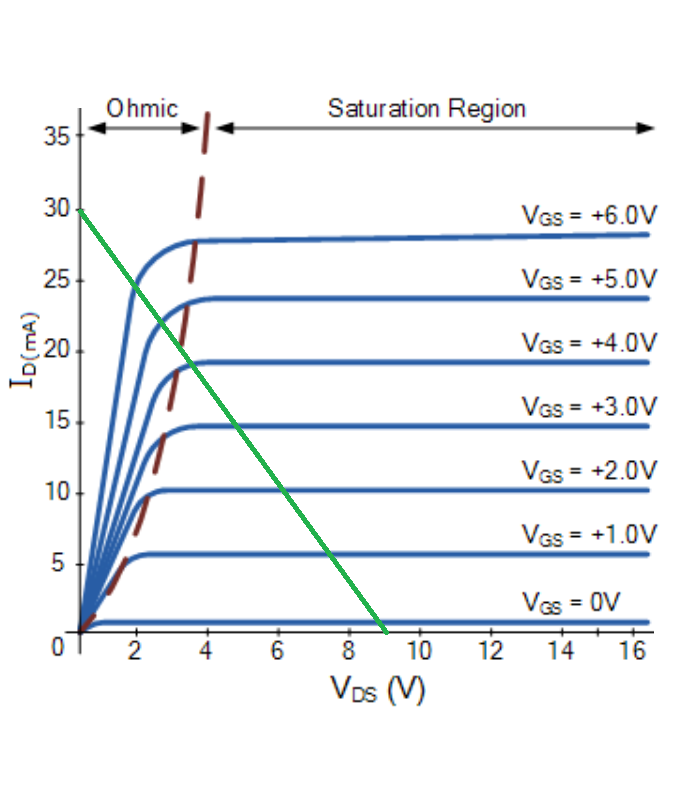 Ohmic
Saturation Region
35
30
25
20
15
10
5
0
I_D(mA)
V_GS = +6.0V
V_GS = +5.0V
V_GS = +4.0V
V_GS = +3.0V
V_GS = +2.0V
V_GS = +1.0V
V_GS = 0V
2 4 6 8 10 12 14 16
V_DS (V)